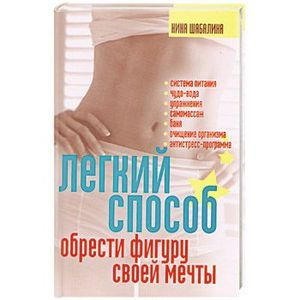 НИНА ШАБАЛИНА
система питания
чудо-вода
упражнения
самомассаж
баня
очищение организма
антистресс-программа
ЛЕГКИЙ
СПОСОБ
обрести фигуру
своей мечты